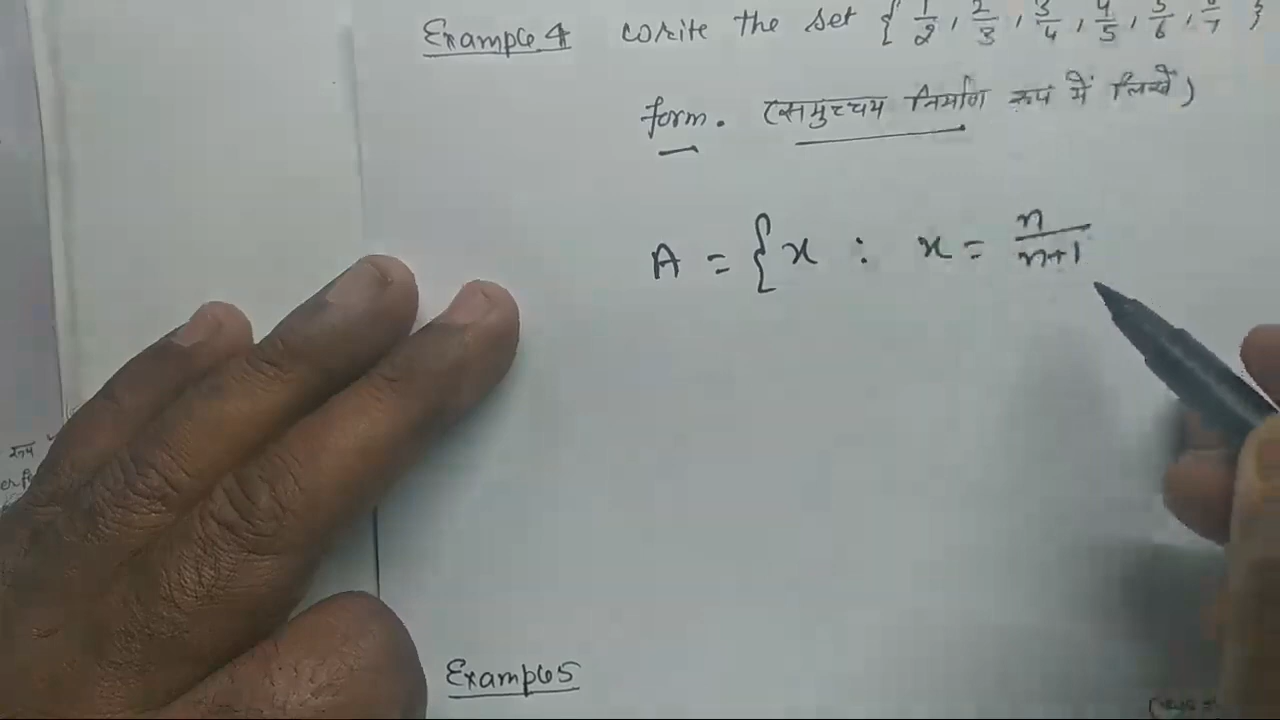 Example 4 write the set { 1/2, 2/3, 3/4, 4/5, 5/6, 6/7 }
form. (समुच्चय निर्माण रूप में लिखें)
A = { x : x = n/n+1
Example 5